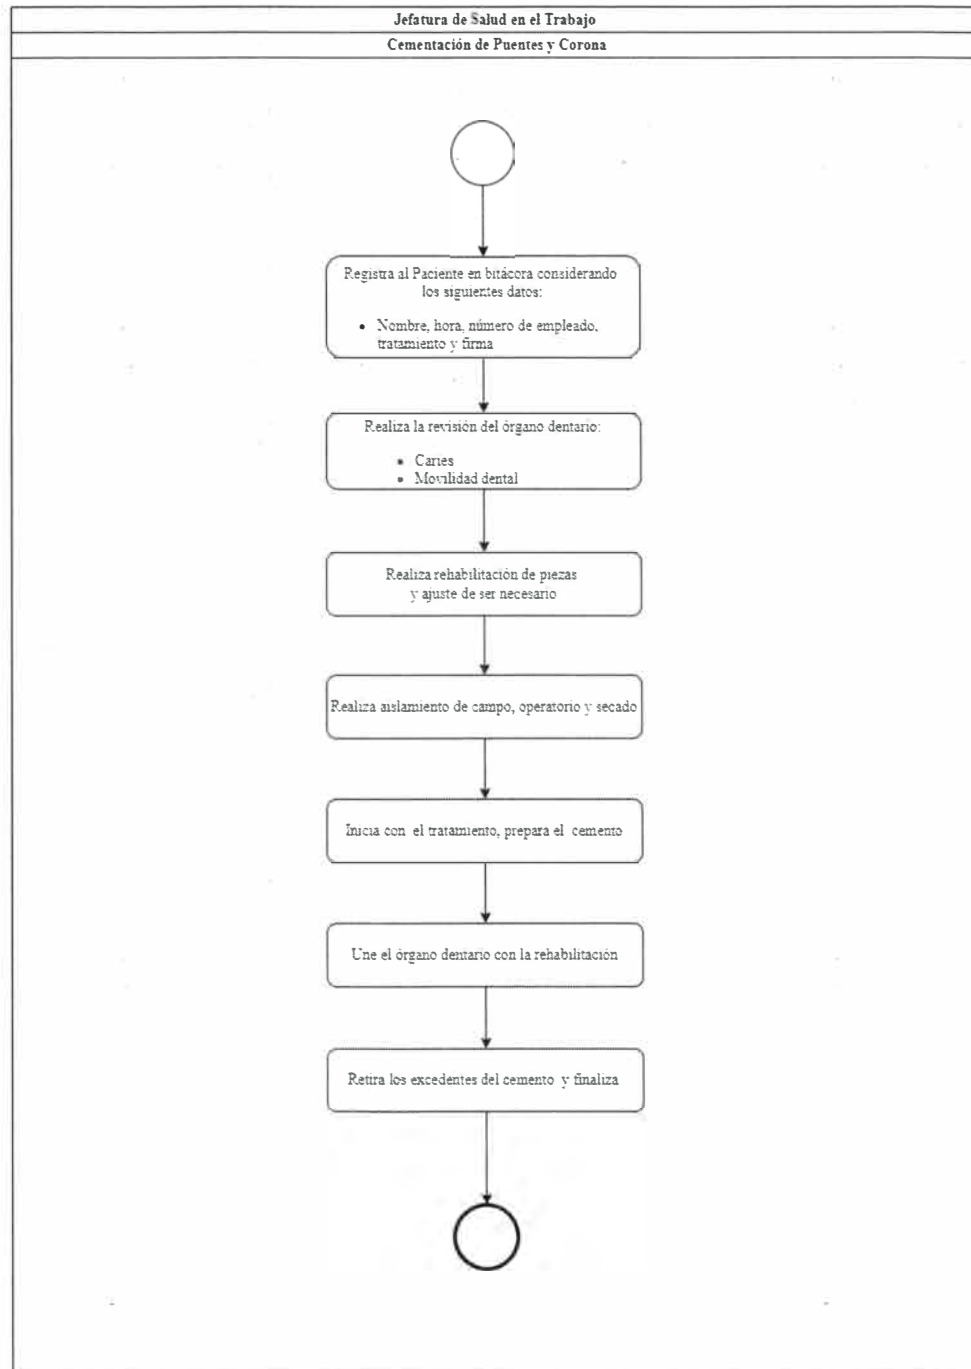 Jefatura de Salud en el Trabajo
Cementación de Puentes y Corona
Registra al Paciente en bitácora considerando
los siguientes datos:
• Nombre, hora, número de empleado,
tratamiento y firma
Realiza la revisión del órgano dentario:
• Caries
• Movilidad dental
Realiza rehabilitación de piezas
y ajuste de ser necesario
Realiza aislamiento de campo, operatorio y secado
Inicia con el tratamiento, prepara el cemento
Une el órgano dentario con la rehabilitación
Retira los excedentes del cemento y finaliza